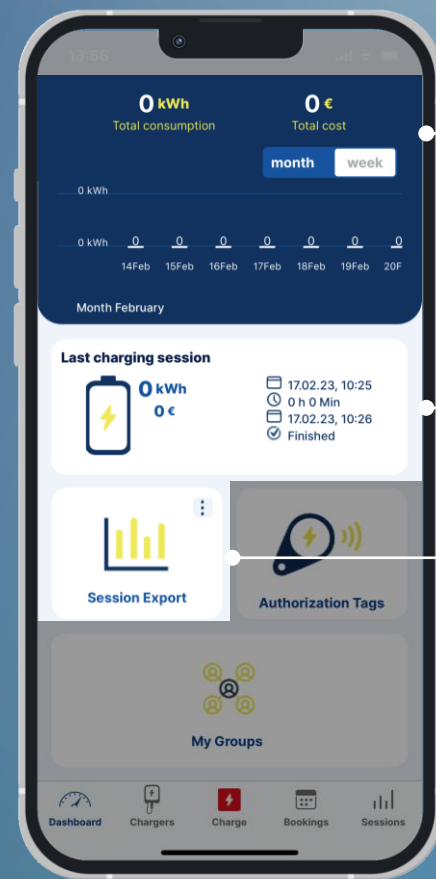 13:56
0 kWh
Total consumption
0 €
Total cost
month week
0 kWh
0 kWh 0 0 0 0 0 0 0
14Feb 15Feb 16Feb 17Feb 18Feb 19Feb 20F
Month February
Last charging session
0 kWh
0 €
17.02.23, 10:25
0 h 0 Min
17.02.23, 10:26
Finished
Session Export
Authorization Tags
My Groups
Dashboard Chargers Charge Bookings Sessions